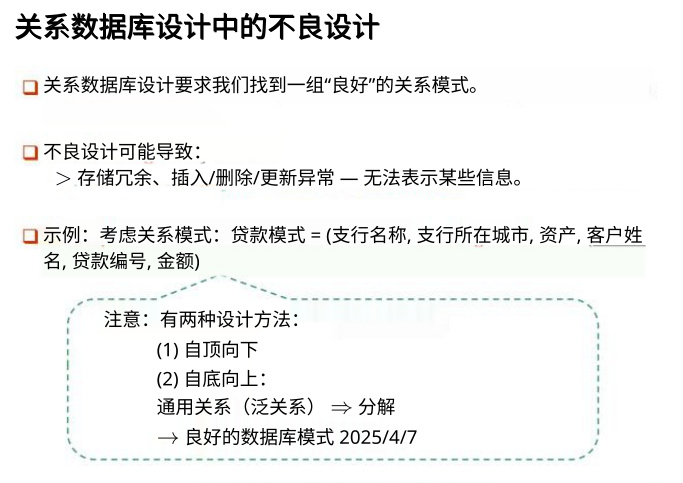 关系数据库设计中的不良设计
❑ 关系数据库设计要求我们找到一组“良好”的关系模式。
❑ 不良设计可能导致：
> 存储冗余、插入/删除/更新异常 — 无法表示某些信息。
❑ 示例：考虑关系模式：贷款模式 = (支行名称, 支行所在城市, 资产, 客户姓
名, 贷款编号, 金额)
注意：有两种设计方法：
(1) 自顶向下
(2) 自底向上：
通用关系（泛关系） ⇒ 分解
→ 良好的数据库模式 2025/4/7